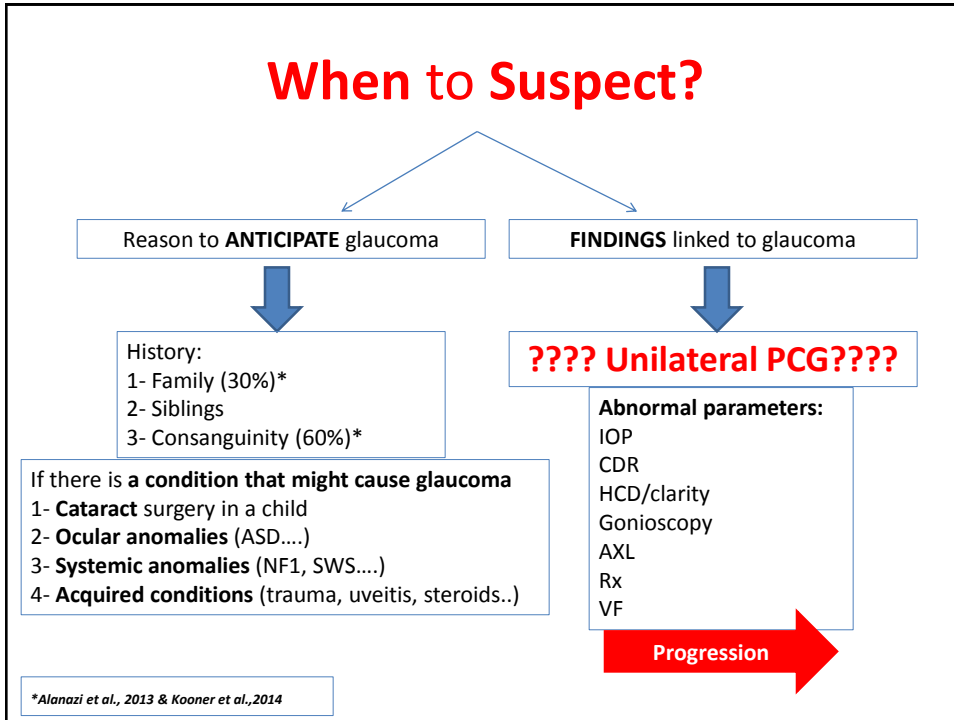 When to Suspect?
Reason to ANTICIPATE glaucoma
History:
1- Family (30%)*
2- Siblings
3- Consanguinity (60%)*
If there is a condition that might cause glaucoma
1- Cataract surgery in a child
2- Ocular anomalies (ASD....)
3- Systemic anomalies (NF1, SWS....)
4- Acquired conditions (trauma, uveitis, steroids..)
FINDINGS linked to glaucoma
???? Unilateral PCG????
Abnormal parameters:
IOP
CDR
HCD/clarity
Gonioscopy
AXL
Rx
VF
Progression
*Alanazi et al., 2013 & Kooner et al.,2014